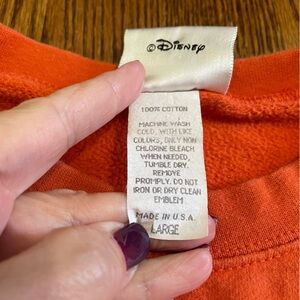 © Disney
100% COTTON
MACHINE WASH
COLD, WITH LIKE
COLORS, ONLY NON
CHLORINE BLEACH
WHEN NEEDED,
TUMBLE DRY.
REMOVE
PROMPLY. DO NOT
IRON OR DRY CLEAN
EMBLEM
MADE IN U.S.A.
LARGE